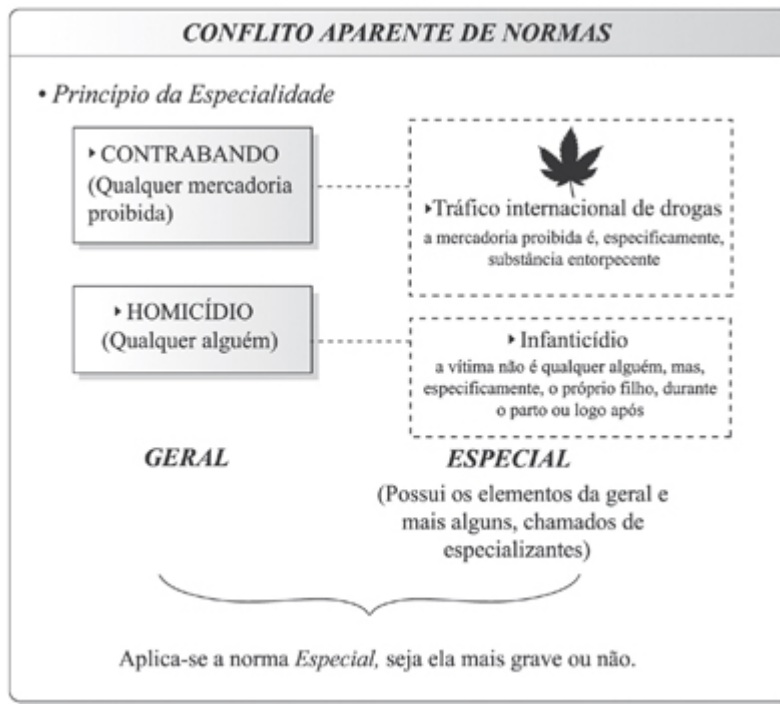 CONFLITO APARENTE DE NORMAS
• Princípio da Especialidade
‣ CONTRABANDO
(Qualquer mercadoria
proibida)
‣Tráfico internacional de drogas
a mercadoria proibida é, especificamente,
substância entorpecente
‣ HOMICÍDIO
(Qualquer alguém)
‣ Infanticídio
a vítima não é qualquer alguém, mas,
especificamente, o próprio filho, durante
o parto ou logo após
GERAL
ESPECIAL
(Possui os elementos da geral e
mais alguns, chamados de
especializantes)
Aplica-se a norma Especial, seja ela mais grave ou não.